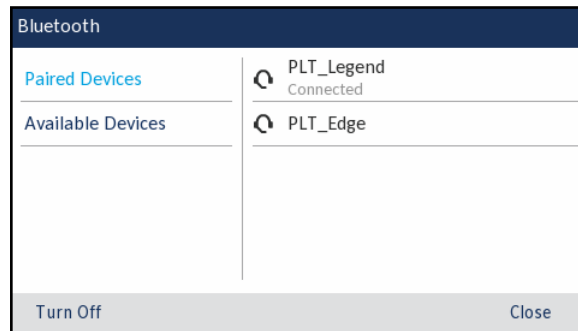 Bluetooth
Paired Devices
Available Devices
PLT_Legend
Connected
PLT_Edge
Turn Off
Close